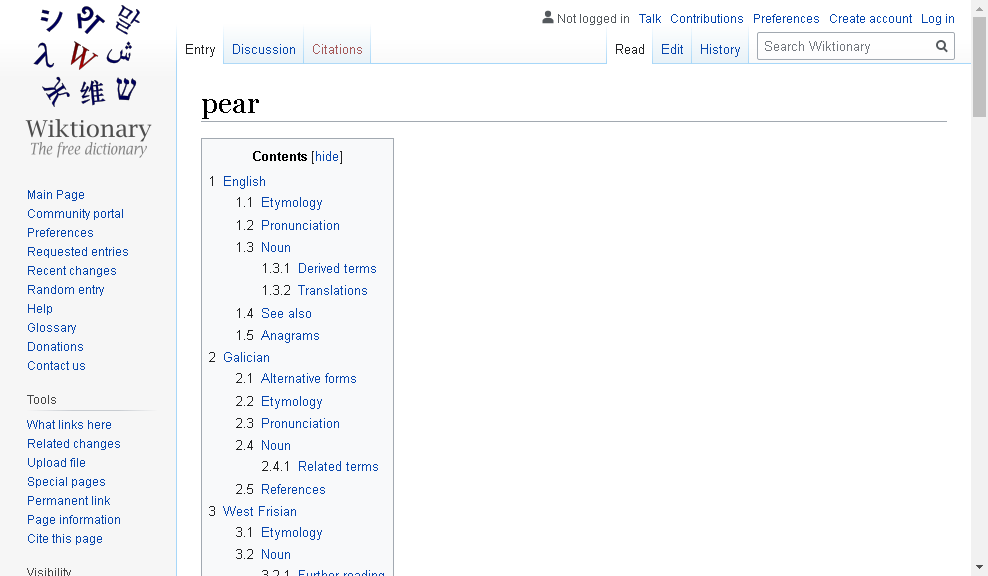 Wiktionary
The free dictionary
Not logged in Talk Contributions Preferences Create account Log in
Entry Discussion Citations Read Edit History Search Wiktionary
pear
Contents [hide]
1 English
1.1 Etymology
1.2 Pronunciation
1.3 Noun
1.3.1 Derived terms
1.3.2 Translations
1.4 See also
1.5 Anagrams
2 Galician
2.1 Alternative forms
2.2 Etymology
2.3 Pronunciation
2.4 Noun
2.4.1 Related terms
2.5 References
3 West Frisian
3.1 Etymology
3.2 Noun
3.2.1 Further reading
Main Page
Community portal
Preferences
Requested entries
Recent changes
Random entry
Help
Glossary
Donations
Contact us
Tools
What links here
Related changes
Upload file
Special pages
Permanent link
Page information
Cite this page
Visibility